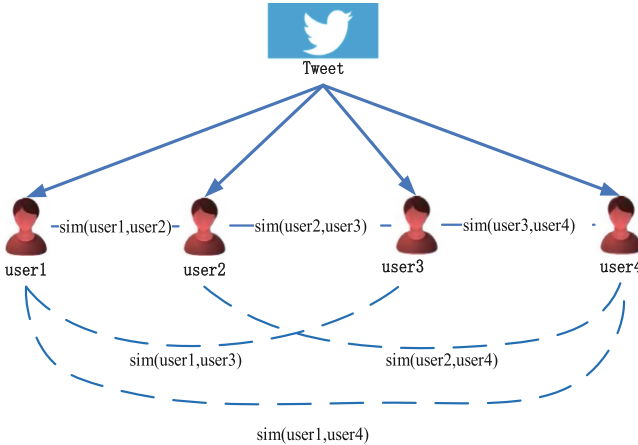 Tweet
sim(user1,user2)
sim(user2,user3)
sim(user3,user4)
user1
user2
user3
user4
sim(user1,user3)
sim(user2,user4)
sim(user1,user4)